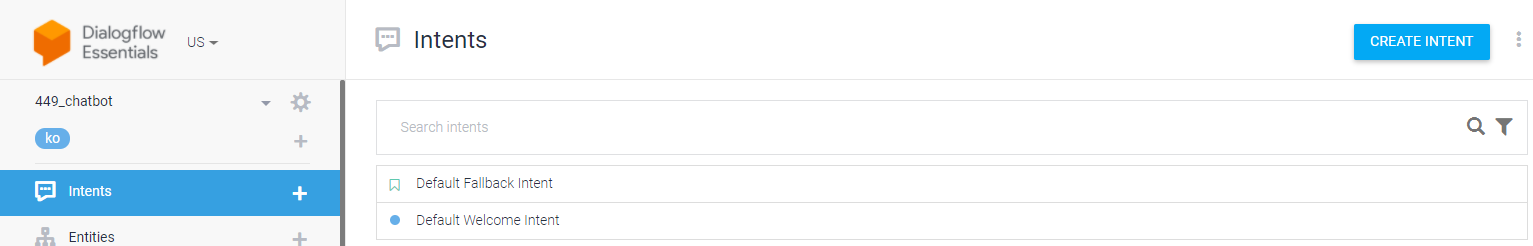 Dialogflow
Essentials
US
Intents
CREATE INTENT
449_chatbot
ko
Search intents
Intents
Default Fallback Intent
Default Welcome Intent
Entities